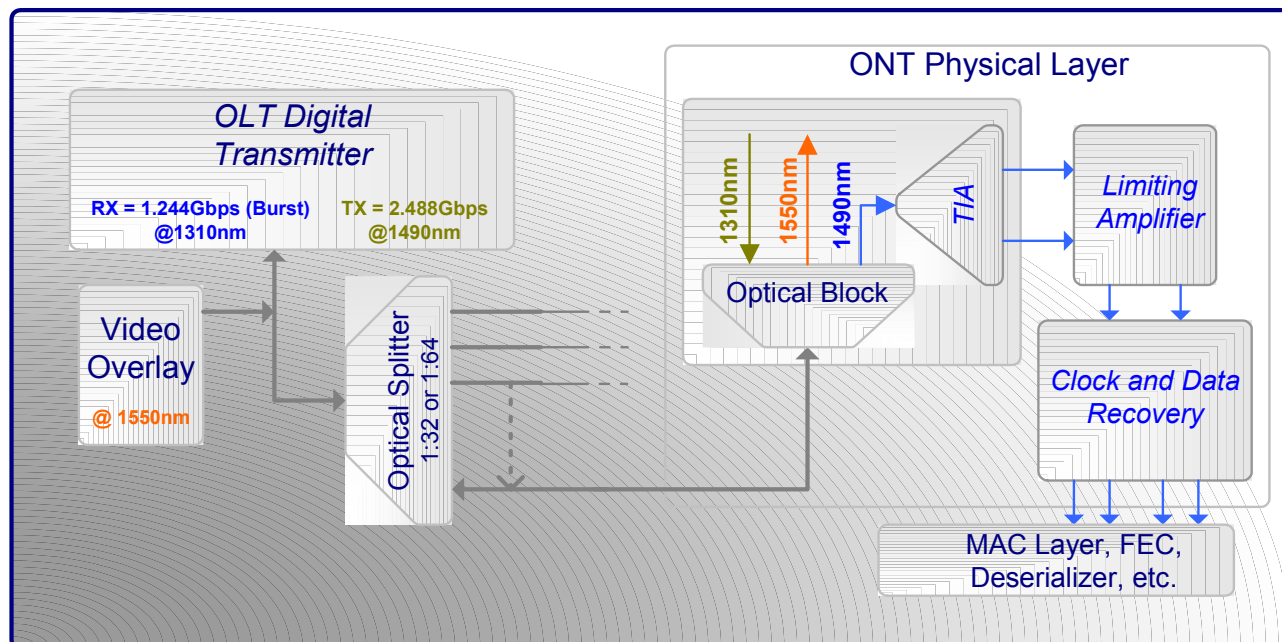 ONT Physical Layer
OLT Digital
Transmitter
RX = 1.244Gbps (Burst)
@1310nm
TX = 2.488Gbps
@1490nm
1310nm
1550nm
1490nm
TIA
Limiting
Amplifier
Optical Block
Video
Overlay
@ 1550nm
Optical Splitter
1:32 or 1:64
Clock and Data
Recovery
MAC Layer, FEC,
Deserializer, etc.